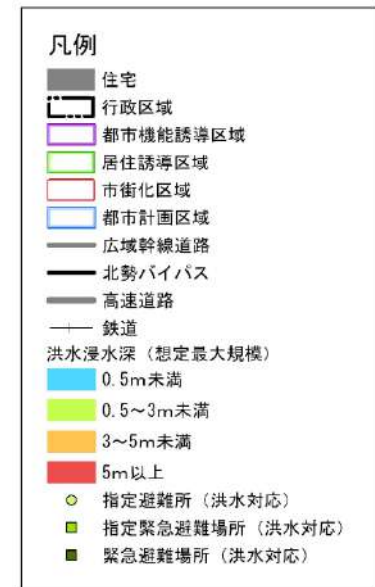 凡例
住宅
行政区域
都市機能誘導区域
居住誘導区域
市街化区域
都市計画区域
広域幹線道路
北勢バイパス
高速道路
鉄道
洪水浸水深（想定最大規模）
0.5m未満
0.5～3m未満
3～5m未満
5m以上
指定避難所（洪水対応）
指定緊急避難場所（洪水対応）
緊急避難場所（洪水対応）